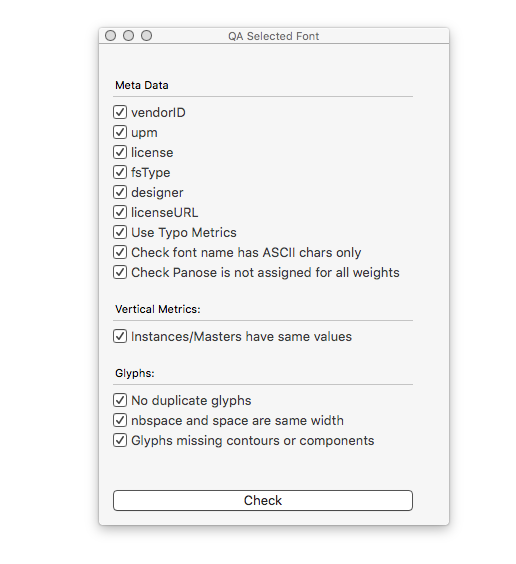 QA Selected Font
Meta Data
vendorID
upm
license
fsType
designer
licenseURL
Use Typo Metrics
Check font name has ASCII chars only
Check Panose is not assigned for all weights
Vertical Metrics:
Instances/Masters have same values
Glyphs:
No duplicate glyphs
nbspace and space are same width
Glyphs missing contours or components
Check